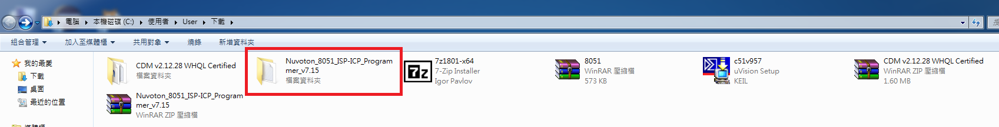 電腦 ▸ 本機磁碟 (C:) ▸ 使用者 ▸ User ▸ 下載 ▸
組合管理 加入至媒體櫃 共用對象 燒錄 新增資料夾
我的最愛
下載
桌面
最近的位置
CDM v2.12.28 WHQL Certified
檔案資料夾
Nuvoton_8051_ISP-ICP_Program
mer_v7.15
檔案資料夾
7z
7z1801-x64
7-Zip Installer
Igor Pavlov
8051
WinRAR 壓縮檔
573 KB
c51v957
uVision Setup
KEIL
CDM v2.12.28 WHQL Certified
WinRAR ZIP 壓縮檔
1.60 MB
Nuvoton_8051_ISP-ICP_Program
mer_v7.15
WinRAR ZIP 壓縮檔